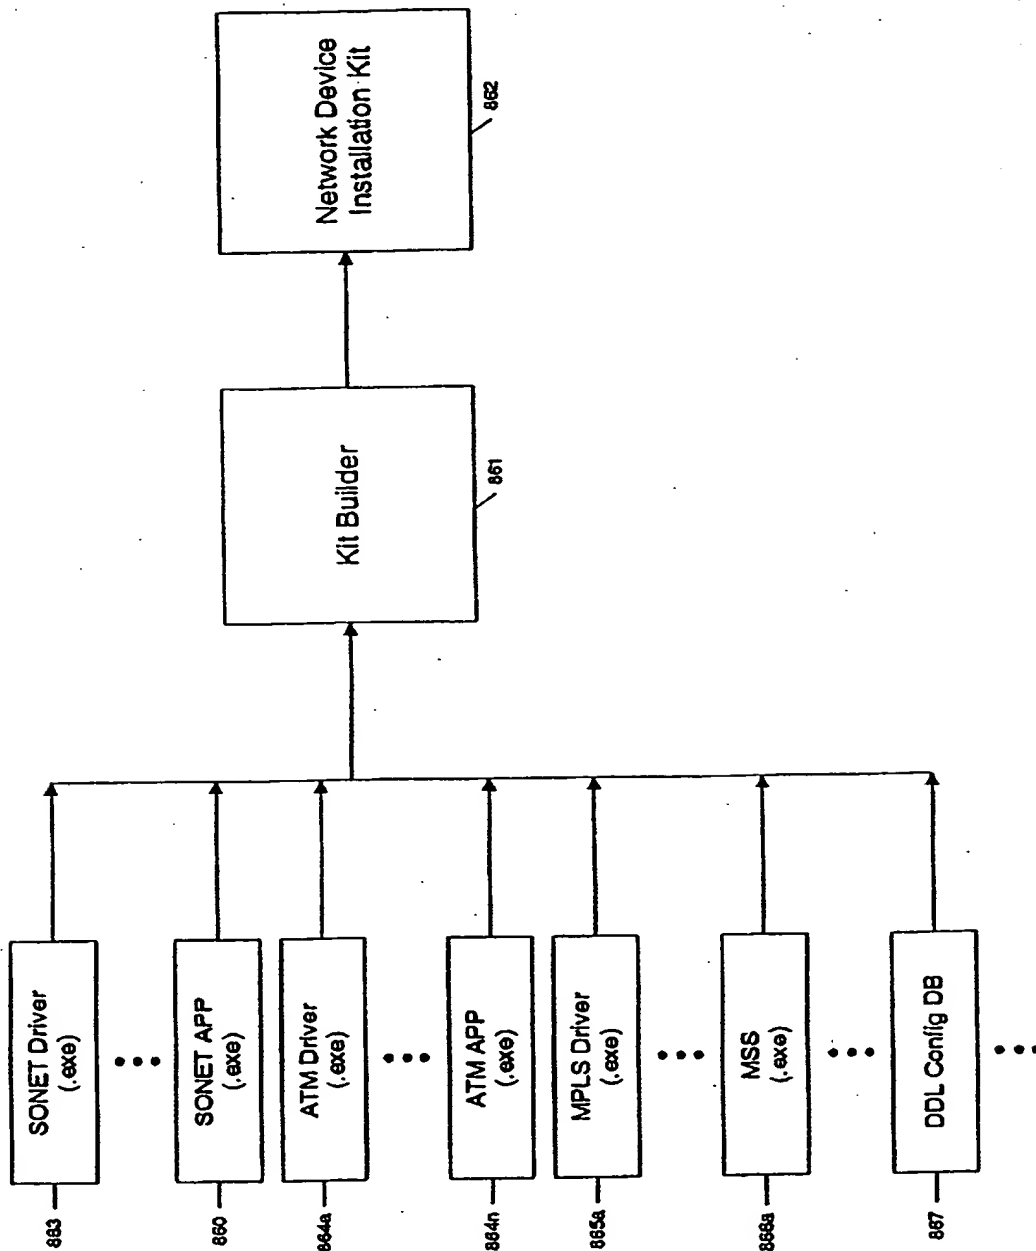 863
SONET Driver
(.exe)
860
SONET APP
(.exe)
864a
ATM Driver
(.exe)
864n
ATM APP
(.exe)
865a
MPLS Driver
(.exe)
866a
MSS
(.exe)
867
DDL Config DB
Kit Builder
861
Network Device
Installation Kit
862